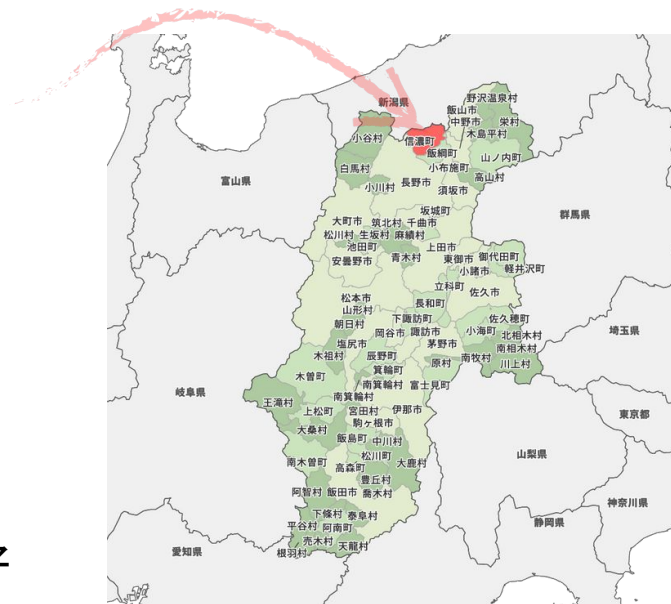 新潟県
野沢温泉村
飯山市
中野市
栄村
木島平村
小谷村
信濃町
飯綱町
山ノ内町
白馬村
小布施町
高山村
富山県
小川村
長野市
須坂市
坂城町
群馬県
大町市
筑北村
千曲市
松川村
生坂村
麻績村
池田町
上田市
安曇野市
青木村
東御市
御代田町
小諸市
軽井沢町
立科町
佐久市
松本市
長和町
山形村
朝日村
下諏訪町
佐久穂町
岡谷市
諏訪市
小海町
北相木村
埼玉県
塩尻市
茅野市
南相木村
木祖村
辰野町
原村
南牧村
川上村
箕輪町
木曽町
南箕輪村
富士見町
岐阜県
南箕輪村
王滝村
上松町
宮田村
伊那市
東京都
駒ヶ根市
大桑村
飯島町
中川村
松川町
山梨県
南木曽町
高森町
大鹿村
豊丘村
阿智村
飯田市
喬木村
神奈川県
下條村
泰阜村
静岡県
平谷村
阿南町
売木村
天龍村
愛知県
根羽村